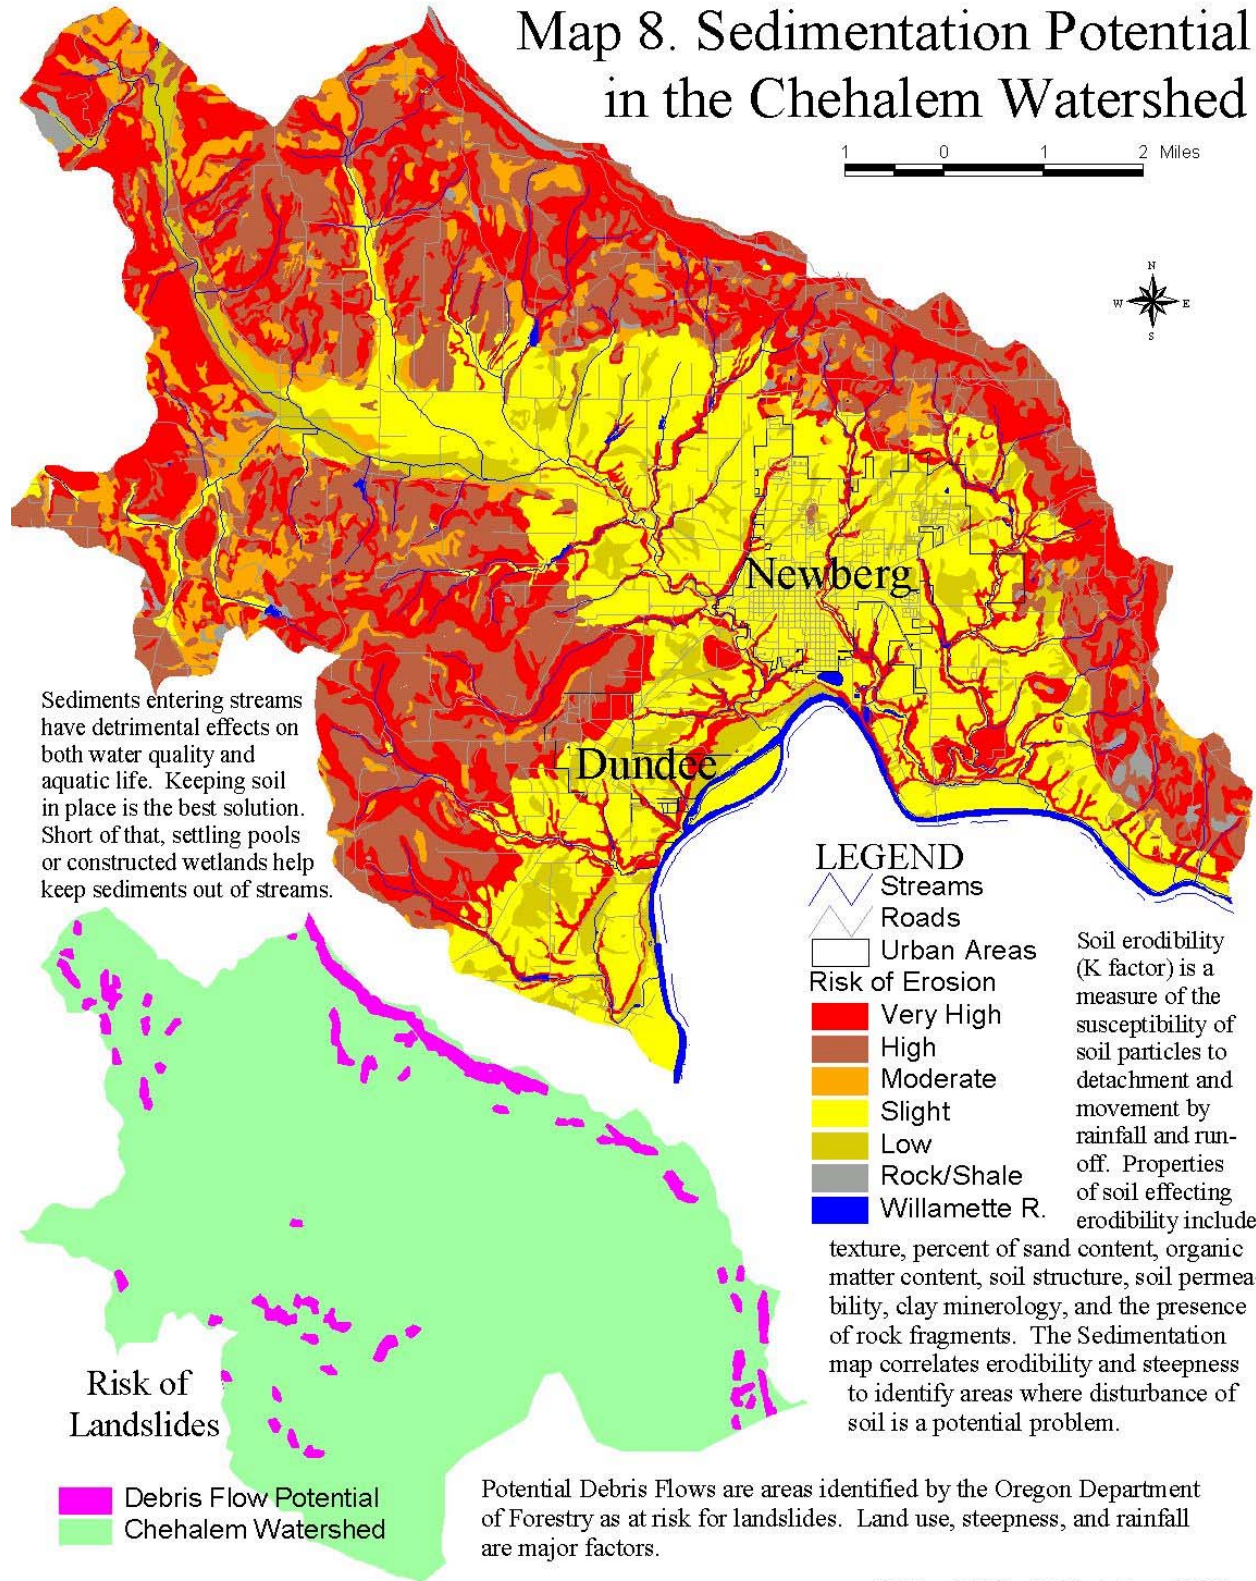 Map 8. Sedimentation Potential
in the Chehalem Watershed
1 0 1 2 Miles
N
W E
S
Newberg
Dundee
Sediments entering streams
have detrimental effects on
both water quality and
aquatic life. Keeping soil
in place is the best solution.
Short of that, settling pools
or constructed wetlands help
keep sediments out of streams.
LEGEND
Streams
Roads
Urban Areas
Risk of Erosion
Very High
High
Moderate
Slight
Low
Rock/Shale
Willamette R.
Soil erodibility
(K factor) is a
measure of the
susceptibility of
soil particles to
detachment and
movement by
rainfall and run-
off. Properties
of soil effecting
erodibility include
texture, percent of sand content, organic
matter content, soil structure, soil permea
bility, clay minerology, and the presence
of rock fragments. The Sedimentation
map correlates erodibility and steepness
to identify areas where disturbance of
soil is a potential problem.
Risk of
Landslides
Debris Flow Potential
Chehalem Watershed
Potential Debris Flows are areas identified by the Oregon Department
of Forestry as at risk for landslides. Land use, steepness, and rainfall
are major factors.